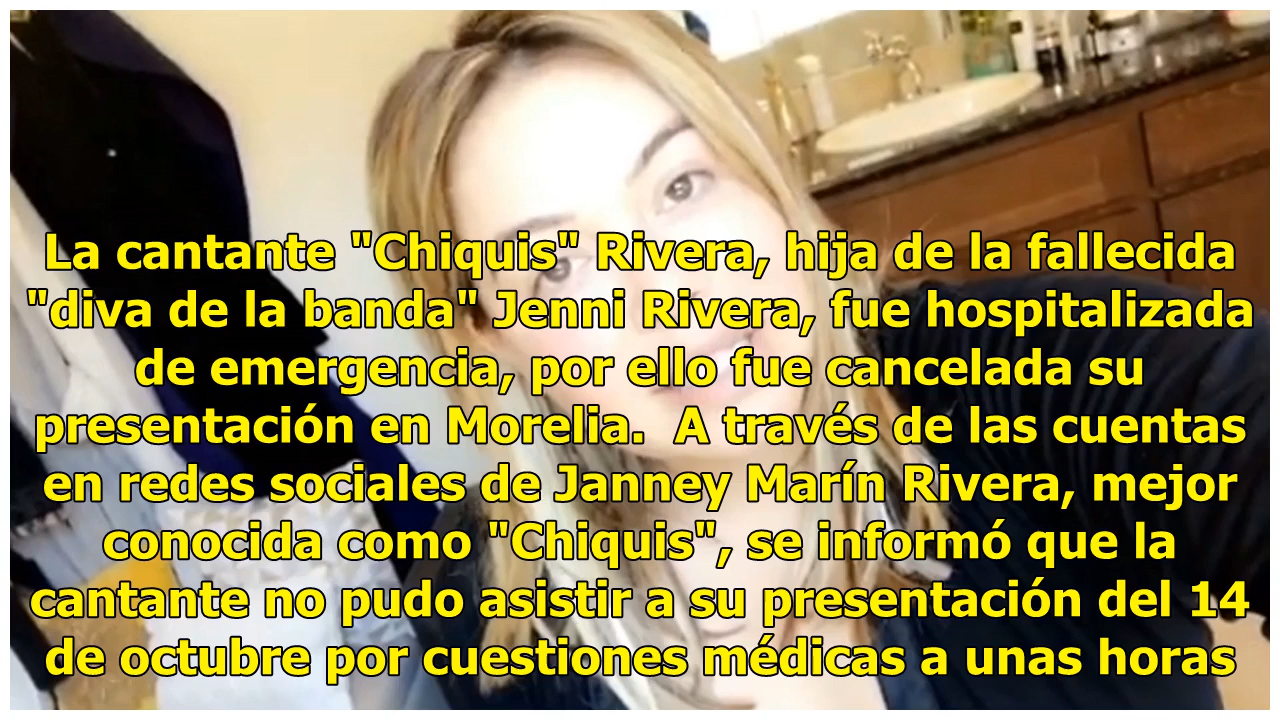 La cantante "Chiquis" Rivera, hija de la fallecida
"diva de la banda" Jenni Rivera, fue hospitalizada
de emergencia, por ello fue cancelada su
presentación en Morelia.  A través de las cuentas
en redes sociales de Janney Marín Rivera, mejor
conocida como "Chiquis", se informó que la
cantante no pudo asistir a su presentación del 14
de octubre por cuestiones médicas a unas horas